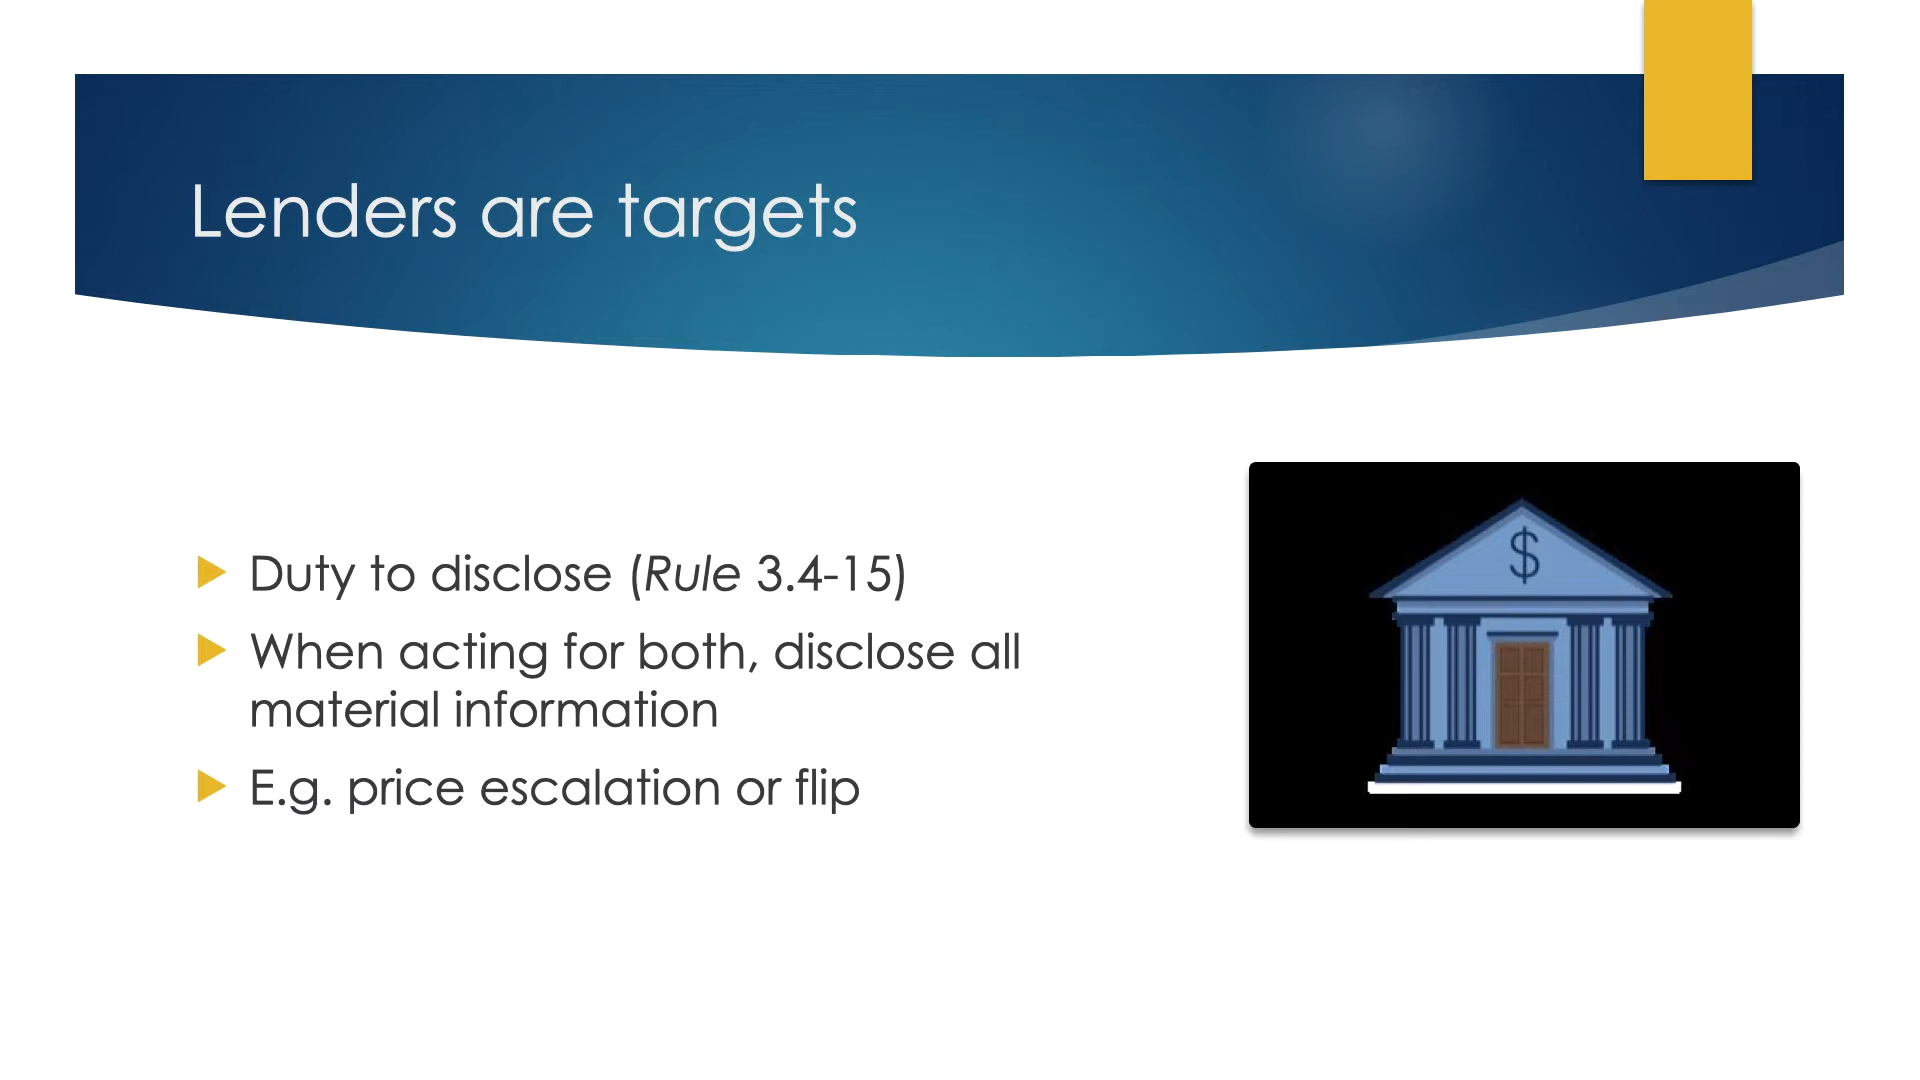 Lenders are targets
Duty to disclose (Rule 3.4-15)
When acting for both, disclose all
material information
E.g. price escalation or flip
$